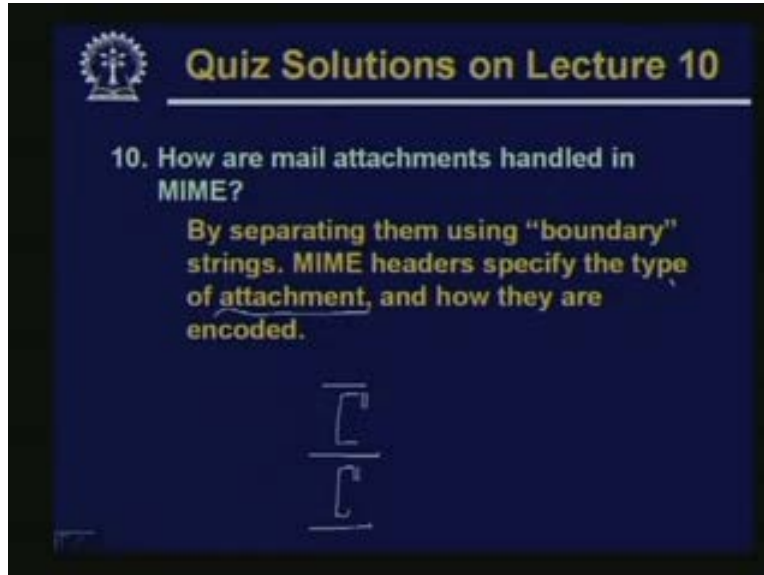 Quiz Solutions on Lecture 10
10. How are mail attachments handled in
MIME?
By separating them using “boundary”
strings. MIME headers specify the type
of attachment, and how they are
encoded.